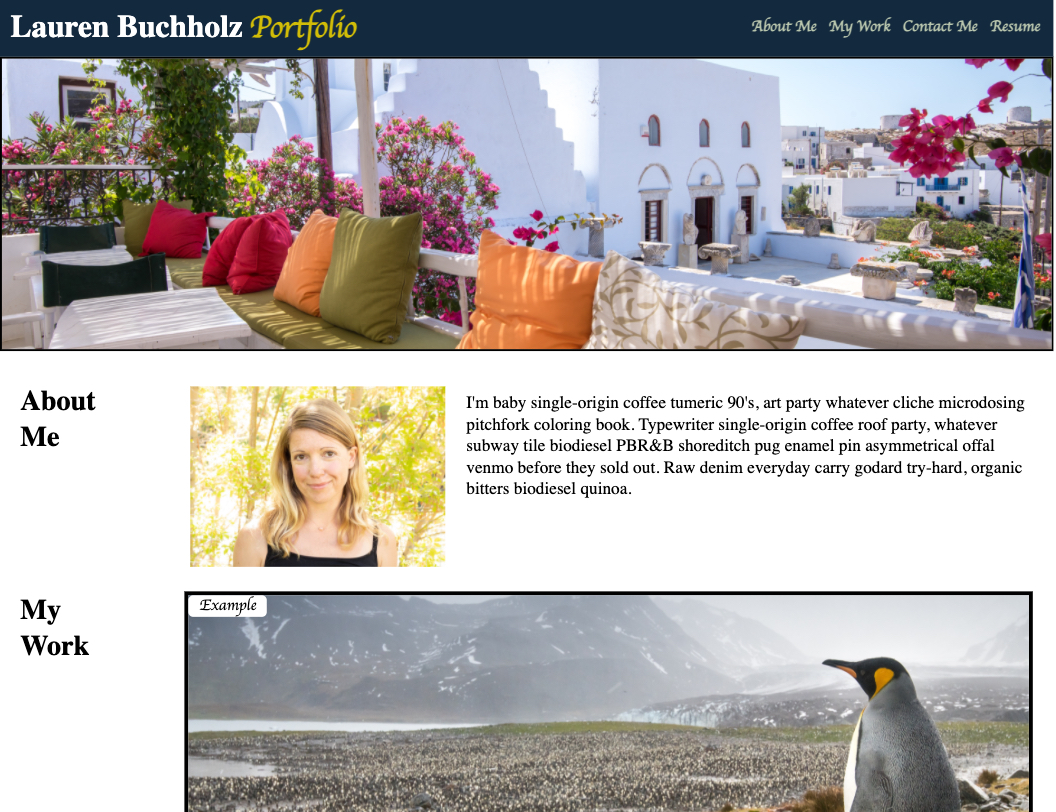 Lauren Buchholz Portfolio
About Me My Work Contact Me Resume
About
Me
I'm baby single-origin coffee tumeric 90's, art party whatever cliche microdosing
pitchfork coloring book. Typewriter single-origin coffee roof party, whatever
subway tile biodiesel PBR&B shoreditch pug enamel pin asymmetrical offal
venmo before they sold out. Raw denim everyday carry godard try-hard, organic
bitters biodiesel quinoa.
My
Work
Example